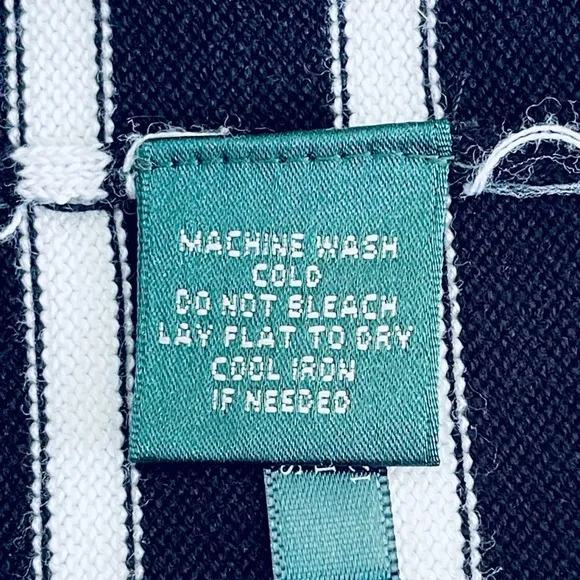 MACHINE WASH
COLD
DO NOT BLEACH
LAY FLAT TO DRY
COOL IRON
IF NEEDED